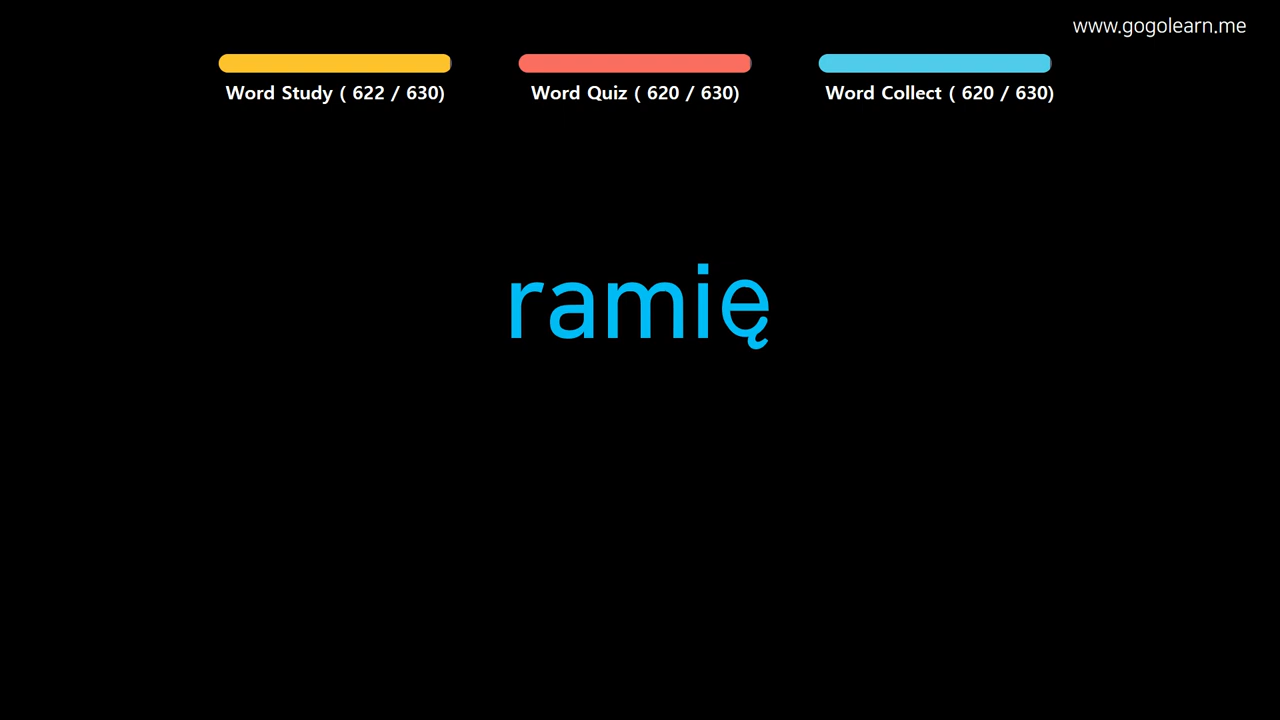 www.gogolearn.me
Word Study ( 622 / 630)
Word Quiz ( 620 / 630)
Word Collect ( 620 / 630)
ramię